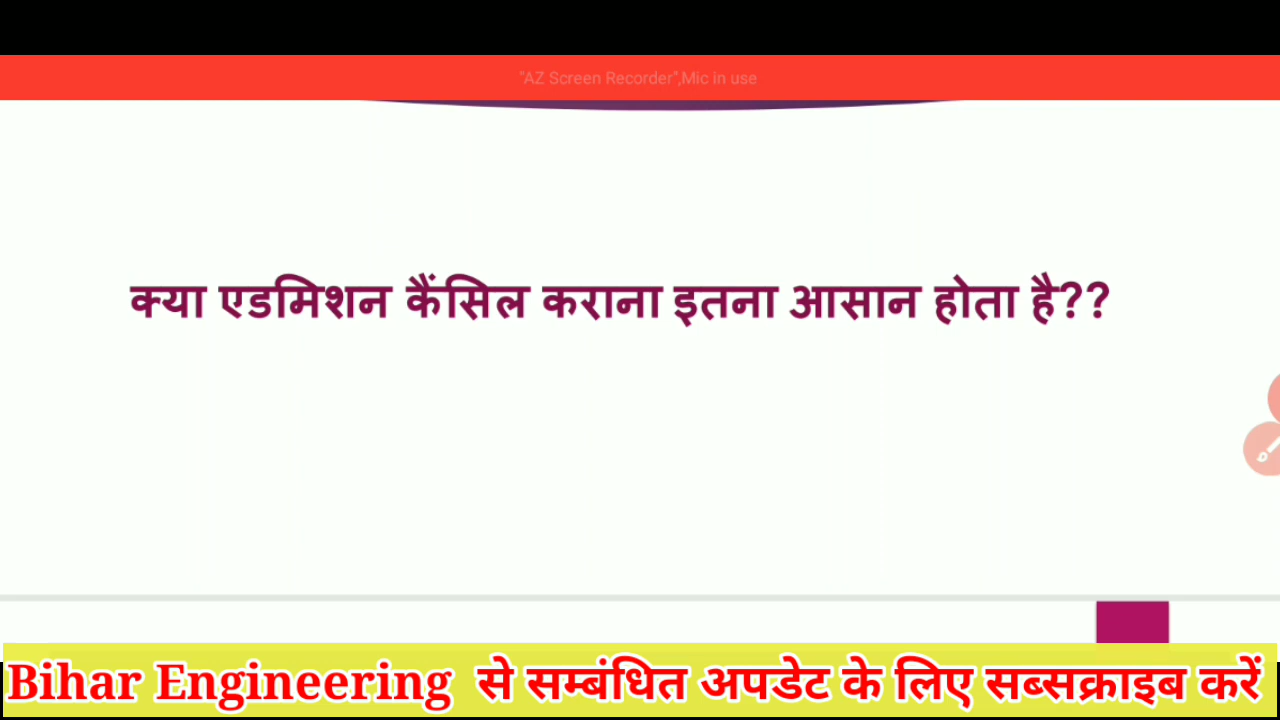 "AZ Screen Recorder",Mic in use
क्या एडमिशन कैंसिल कराना इतना आसान होता है??
Bihar Engineering से सम्बंधित अपडेट के लिए सब्सक्राइब करें